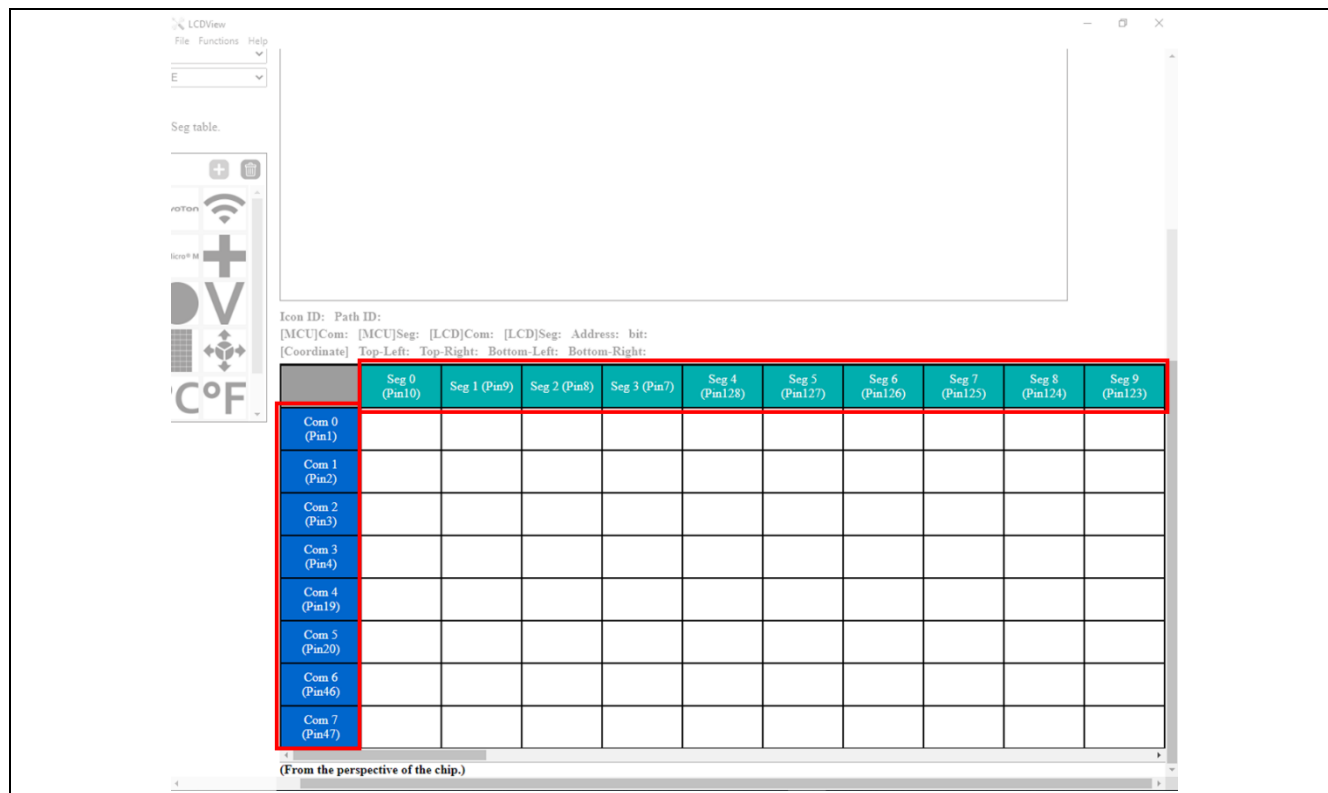 LCDView
File Functions Help
E
Seg table.
voTon
Micro® M
V
°C°F
Icon ID: Path ID:
[MCU]Com: [MCU]Seg: [LCD]Com: [LCD]Seg: Address: bit:
[Coordinate] Top-Left: Top-Right: Bottom-Left: Bottom-Right:
Seg 0 (Pin10) Seg 1 (Pin9) Seg 2 (Pin8) Seg 3 (Pin7) Seg 4 (Pin128) Seg 5 (Pin127) Seg 6 (Pin126) Seg 7 (Pin125) Seg 8 (Pin124) Seg 9 (Pin123)
Com 0
(Pin1)
Com 1
(Pin2)
Com 2
(Pin3)
Com 3
(Pin4)
Com 4
(Pin19)
Com 5
(Pin20)
Com 6
(Pin46)
Com 7
(Pin47)
(From the perspective of the chip.)